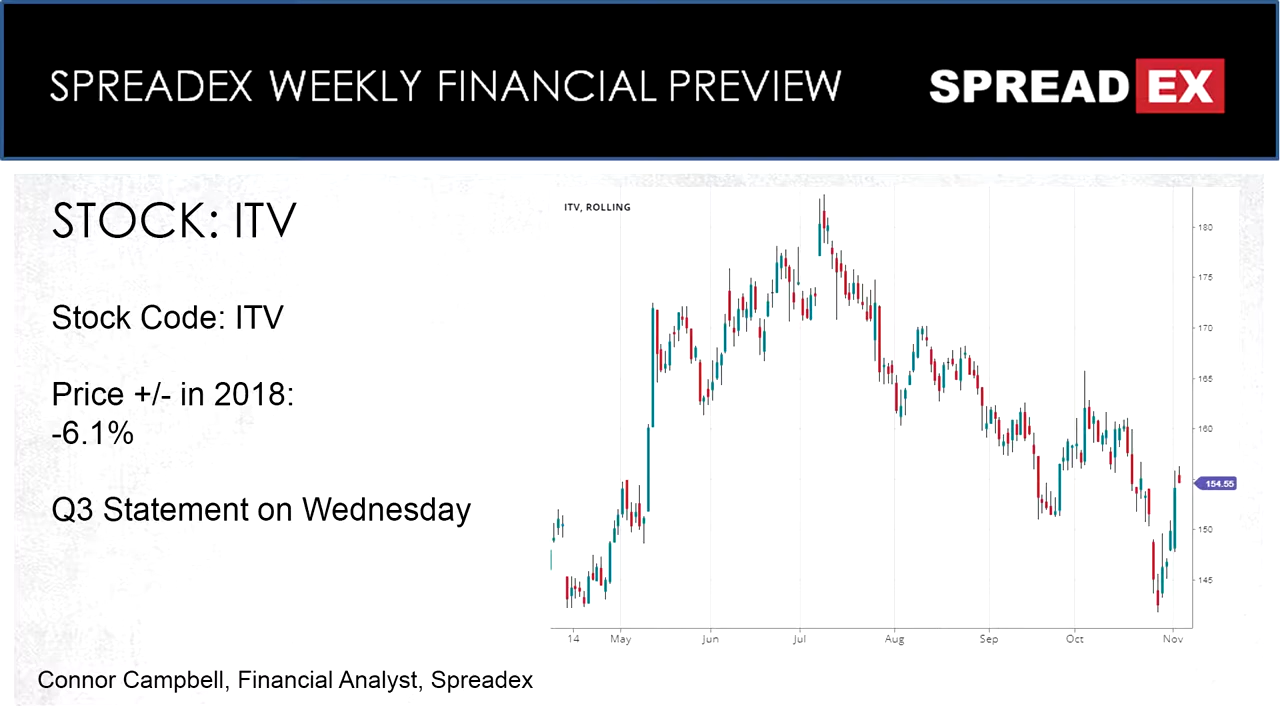 SPREADEX WEEKLY FINANCIAL PREVIEW
SPREADEX
STOCK: ITV
Stock Code: ITV
Price +/- in 2018:
-6.1%
Q3 Statement on Wednesday
Connor Campbell, Financial Analyst, Spreadex
ITV, ROLLING
180
175
170
165
160
154.55
150
145
14 May Jun Jul Aug Sep Oct Nov